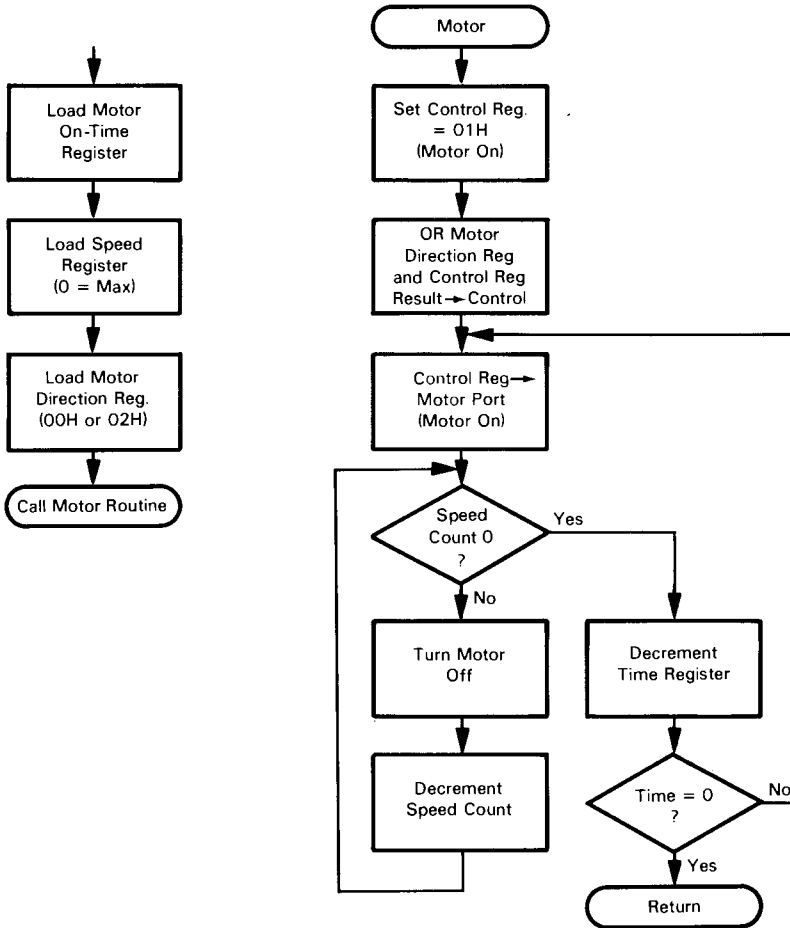 Load Motor
On-Time
Register
Load Speed
Register
(0 = Max)
Load Motor
Direction Reg.
(00H or 02H)
Call Motor Routine
Motor
Set Control Reg.
= 01H
(Motor On)
OR Motor
Direction Reg
and Control Reg
Result→Control
Control Reg→
Motor Port
(Motor On)
Speed
Count 0
?
Yes
No
Turn Motor
Off
Decrement
Speed Count
Decrement
Time Register
Time = 0
?
No
Yes
Return